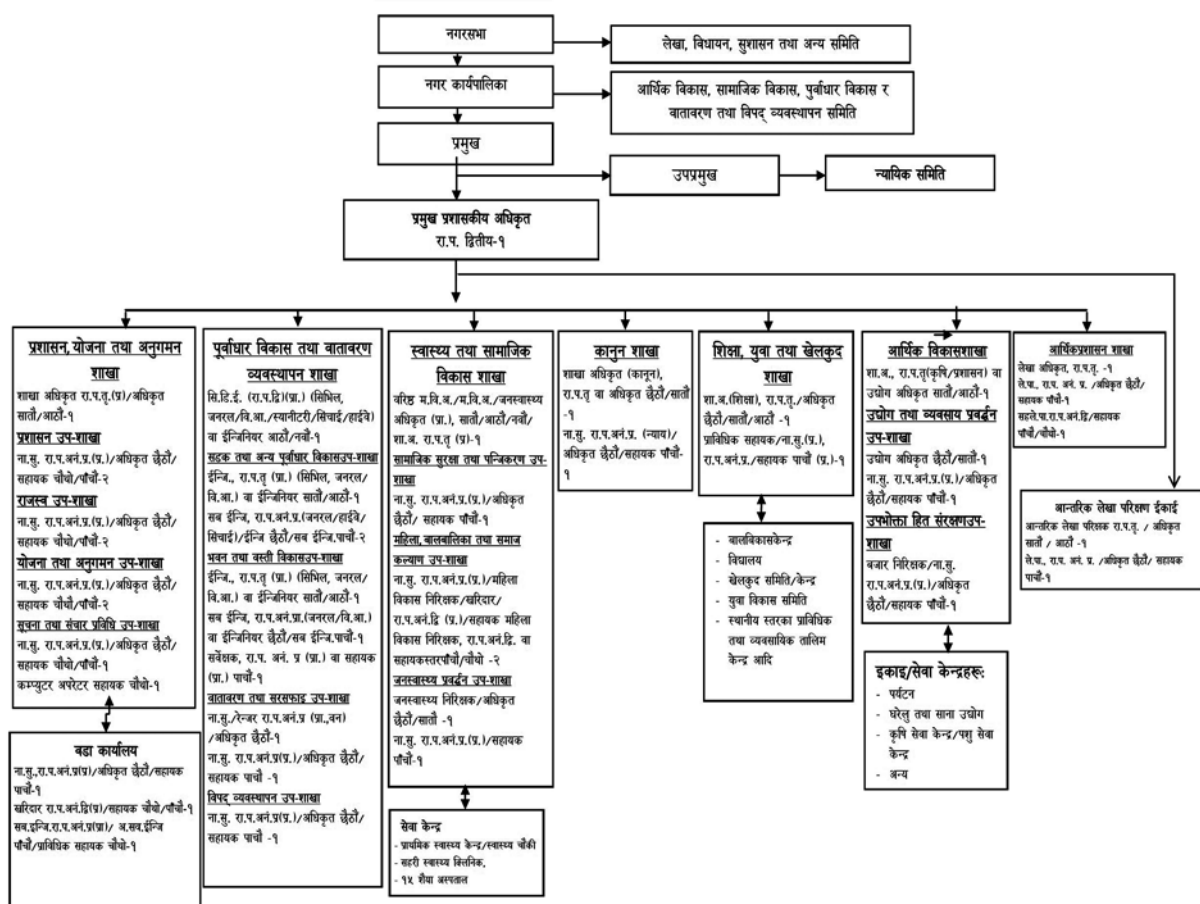 नगरसभा
लेखा, विधायन, सुशासन तथा अन्य समिति
नगर कार्यपालिका
आर्थिक विकास, सामाजिक विकास, पुर्वाधार विकास र
वातावरण तथा विपद् व्यवस्थापन समिति
प्रमुख
उपप्रमुख
न्यायिक समिति
प्रमुख प्रशासकीय अधिकृत
रा.प. द्वितीय-१
प्रशासन, योजना तथा अनुगमन
शाखा
शाखा अधिकृत रा.प.तृ.(प्र)/अधिकृत
सातौं/आठौं-१
प्रशासन उप-शाखा
ना.सु. रा.प.अनं.प्र.(प्र.)/अधिकृत छैठौं/
सहायक चौथो/पाँचौं-२
राजस्व उप-शाखा
ना.सु. रा.प.अनं.प्र.(प्र.)/अधिकृत छैठौं/
सहायक चौथो/पाँचौं-२
योजना तथा अनुगमन उप-शाखा
ना.सु. रा.प.अनं.प्र.(प्र.)/अधिकृत छैठौं/
सहायक चौथौं/पाँचौं-२
सूचना तथा संचार प्रविधि उप-शाखा
ना.सु. रा.प.अनं.प्र.(प्र.)/अधिकृत छैठौं/
सहायक चौथो/पाँचौं-१
कम्प्युटर अपरेटर सहायक चौथो-१
वडा कार्यालय
ना.सु.,रा.प.अनं.प्र(प्र)/अधिकृत छैठौं/सहायक
पाचौं-१
खरिदार रा.प.अनं.द्वि(प्र)/सहायक चौथो/पाँचौं-१
सब.इन्जि.रा.प.अनं.प्र(प्रा)/ अ.सव.ईन्जि
पाँचौं/प्राविधिक सहायक चौथो-१
पूर्वाधार विकास तथा वातावरण
व्यवस्थापन शाखा
सि.डि.ई. (रा.प.द्वि)(प्रा.) (सिभिल,
जनरल/वि.आ./स्यानीटरी/सिचाई/हाईवे)
वा ईन्जिनियर आठौं/नवौं-१
सडक तथा अन्य पूर्वाधार विकासउप-शाखा
ईन्जि., रा.प.तृ (प्रा.) (सिभिल, जनरल/
वि.आ.) वा ईन्जिनियर सातौं/आठौं-१
सब ईन्जि, रा.प.अनं.प्र.(जनरल/हाईवे/
सिचाई)/ईन्जि छैठौं/सब ईन्जि.पाचौं-२
भवन तथा वस्ती विकासउप-शाखा
ईन्जि., रा.प.तृ (प्रा.) (सिभिल, जनरल/
वि.आ.) वा ईन्जिनियर सातौं/आठौं-१
सब ईन्जि, रा.प.अनं.प्रा.(जनरल/वि.आ.)
वा ईन्जिनियर छैठौं/सब ईन्जि.पाचौं-१
सर्वेक्षक, रा.प. अनं. प्र (प्रा.) वा सहायक
(प्रा.) पाचौं-१
वातावरण तथा सरसफाइ उप-शाखा
ना.सु./रेन्जर रा.प.अनं.प्र (प्रा.,वन)
/अधिकृत छैठौं-१
ना.सु. रा.प.अनं.प्र(प्र.)/अधिकृत छैठौं/
सहायक पाचौं -१
विपद् व्यवस्थापन उप-शाखा
ना.सु. रा.प.अनं.प्र(प्र.)/अधिकृत छैठौं/
सहायक पाचौं -१
स्वास्थ्य तथा सामाजिक
विकास शाखा
वरिष्ठ म.वि.अ./म.वि.अ./जनस्वास्थ्य
अधिकृत (प्रा.), सातौं/आठौं/नवौं/
शा.अ. रा.प.तृ (प्र)-१
सामाजिक सुरक्षा तथा पन्जिकरण उप-
शाखा
ना.सु. रा.प.अनं.प्र.(प्र.)/अधिकृत
छैठौं/ सहायक पाँचौं-१
महिला,बालबालिका तथा समाज
कल्याण उप-शाखा
ना.सु. रा.प.अनं.प्र.(प्र.)/महिला
विकास निरिक्षक/खरिदार/
रा.प.अनं.द्वि (प्र.)/सहायक महिला
विकास निरिक्षक, रा.प.अनं.द्वि. वा
सहायकस्तरपाँचौं/चौथो -२
जनस्वास्थ्य प्रवर्द्धन उप-शाखा
जनस्वास्थ्य निरिक्षक/अधिकृत
छैठौं/सातौं -१
ना.सु. रा.प.अनं.प्र.(प्र.)/सहायक
पाँचौं-१
सेवा केन्द्र
- प्राथमिक स्वास्थ्य केन्द्र/स्वास्थ्य चौकी
- सहरी स्वास्थ्य क्लिनिक,
- १५ शैया अस्पताल
कानुन शाखा
शाखा अधिकृत (कानुन),
रा.प.तृ वा अधिकृत छैठौं/सातौं
-१
ना.सु. रा.प.अनं.प्र. (न्याय)/
अधिकृत छैठौं/सहायक पाँचौं-
१
शिक्षा, युवा तथा खेलकुद
शाखा
शा.अ.(शिक्षा), रा.प.तृ./अधिकृत
छैठौं/सातौं/आठौं -१
प्राविधिक सहायक/ना.सु.(प्र.),
रा.प.अनं.प्र./सहायक पाचौं (प्र.)-१
- बालविकासकेन्द्र
- विद्यालय
- खेलकुद समिति/केन्द्र
- युवा विकास समिति
- स्थानीय स्तरका प्राविधिक
तथा व्यवसायिक तालिम
केन्द्र आदि
आर्थिक विकासशाखा
शा.अ., रा.प.तृ(कृषि/प्रशासन) वा
उद्योग अधिकृत सातौं/आठौं-१
उद्योग तथा व्यवसाय प्रवर्द्धन
उप-शाखा
उद्योग अधिकृत छैठौं/सातौं-१
ना.सु. रा.प.अनं.प्र.(प्र.)/अधिकृत
छैठौं/सहायक पाँचौं-१
उपभोक्ता हित संरक्षणउप-
शाखा
बजार निरिक्षक/ना.सु.
रा.प.अनं.प्र.(प्र.)/अधिकृत
छैठौं/सहायक पाँचौं-१
इकाइ/सेवा केन्द्रहरू:
- पर्यटन
- घरेलु तथा साना उद्योग
- कृषि सेवा केन्द्र/पशु सेवा
केन्द्र
- अन्य
आर्थिकप्रशासन शाखा
लेखा अधिकृत, रा.प.तृ. -१
ले.पा., रा.प. अनं. प्र. /अधिकृत छैठौं/
सहायक पाँचौं-१
सहले.पा.रा.प.अनं.द्वि/सहायक
पाँचौं/चौथो-१
आन्तरिक लेखा परिक्षण ईकाई
आन्तरिक लेखा परिक्षक रा.प.तृ. / अधिकृत
सातौं / आठौं -१
ले.पा., रा.प. अनं. प्र. /अधिकृत छैठौं/ सहायक
पाचौं-१